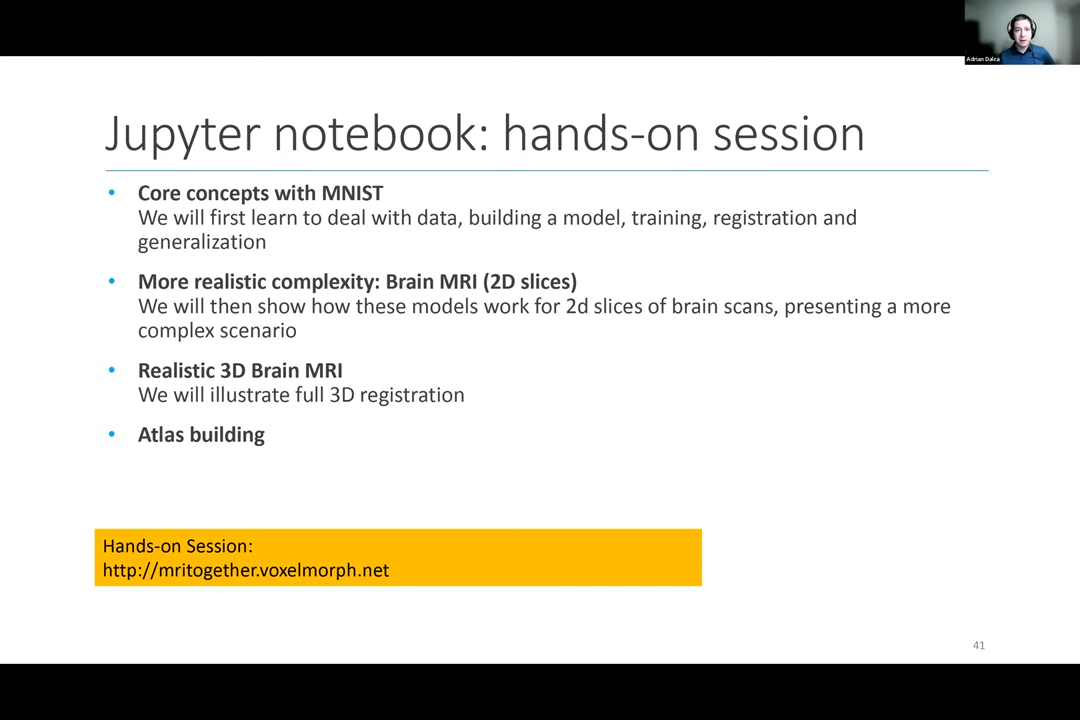 Adrian Dalca
Jupyter notebook: hands-on session
• Core concepts with MNIST
We will first learn to deal with data, building a model, training, registration and
generalization
• More realistic complexity: Brain MRI (2D slices)
We will then show how these models work for 2d slices of brain scans, presenting a more
complex scenario
• Realistic 3D Brain MRI
We will illustrate full 3D registration
• Atlas building
Hands-on Session:
http://mritogether.voxelmorph.net
41